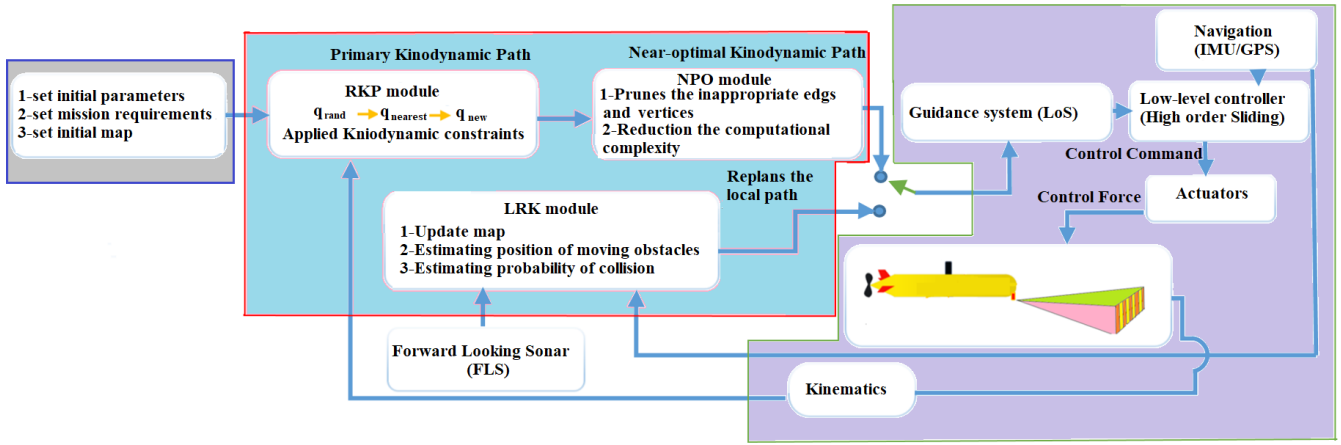 1-set initial parameters
2-set mission requirements
3-set initial map
Primary Kinodynamic Path
RKP module
q rand q nearest q new
Applied Kniodynamic constraints
Near-optimal Kinodynamic Path
NPO module
1-Prunes the inappropriate edgs
and vertices
2-Reduction the computational
complexity
Replans the
local path
LRK module
1-Update map
2-Estimating position of moving obstacles
3-Estimating probability of collision
Forward Looking Sonar
(FLS)
Navigation
(IMU/GPS)
Guidance system (LoS)
Low-level controller
(High order Sliding)
Control Command
Actuators
Control Force
Kinematics